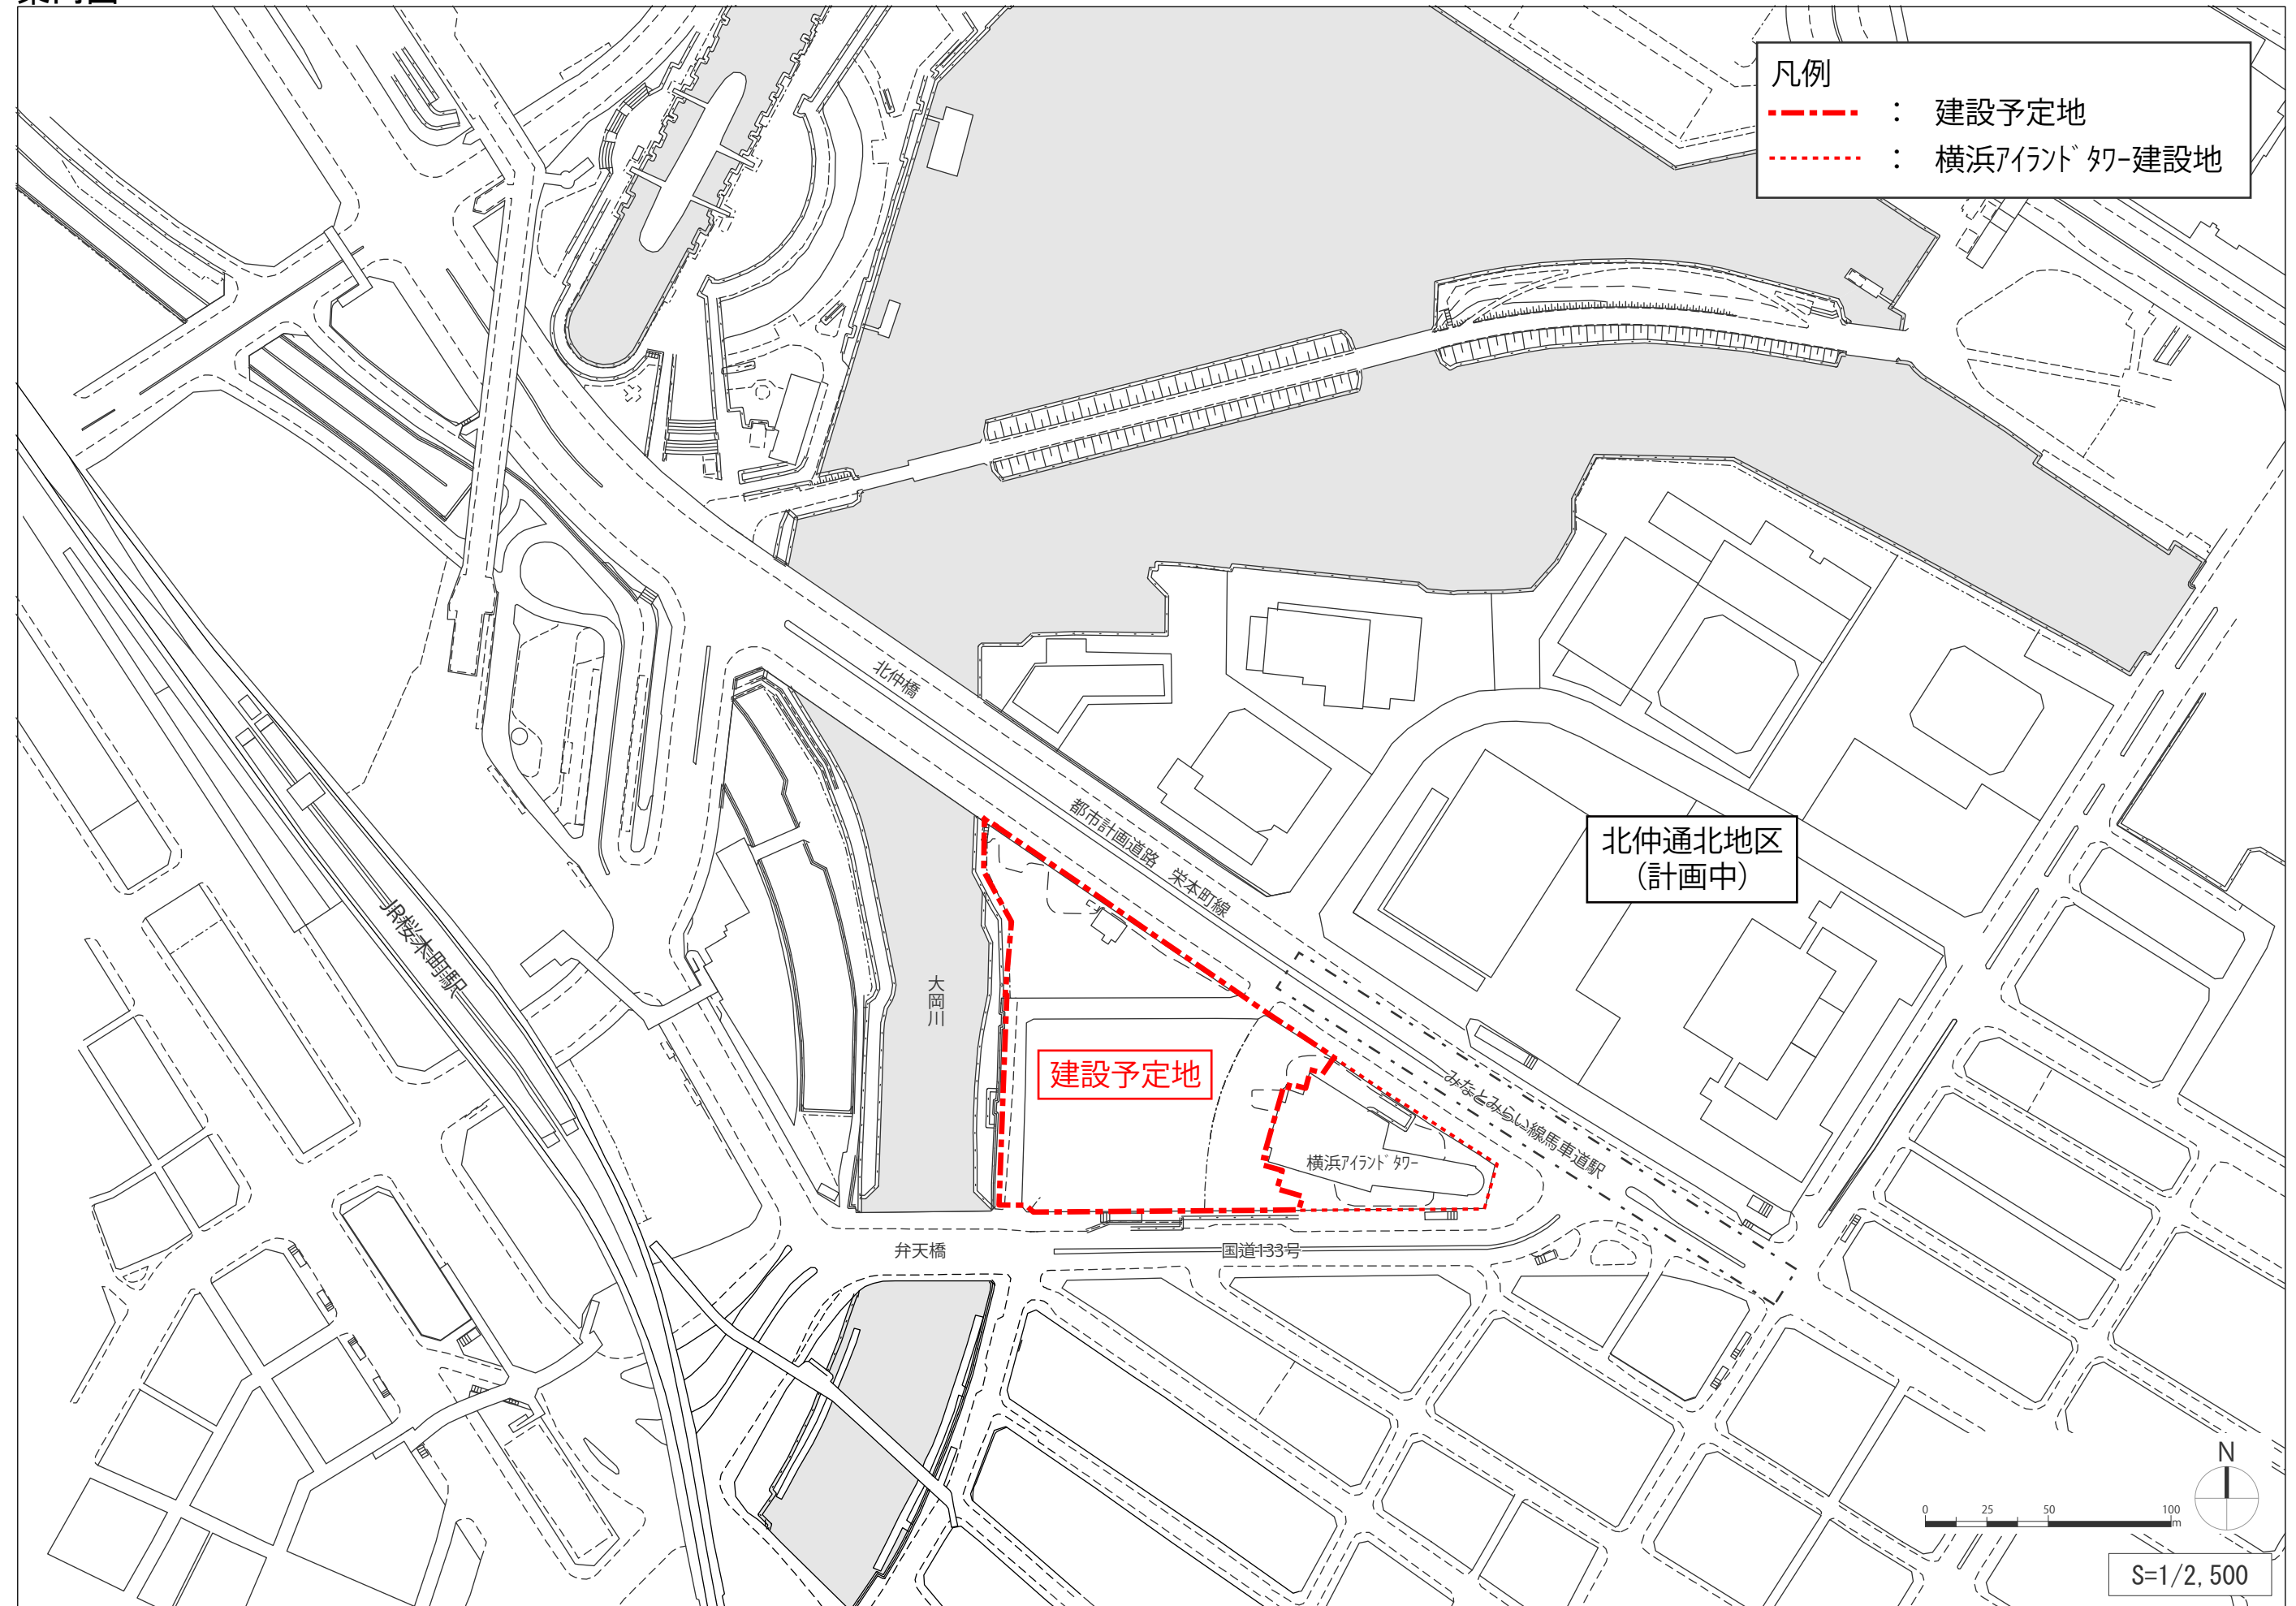 案内図
凡例
： 建設予定地
： 横浜ｱｲﾗﾝﾄﾞﾀﾜｰ建設地
北仲橋
都市計画道路 栄本町線
北仲通北地区
(計画中)
JR桜木町駅
大岡川
建設予定地
みなとみらい線馬車道駅
横浜ｱｲﾗﾝﾄﾞﾀﾜｰ
弁天橋
国道133号
N
0 25 50 100
m
S=1/2,500